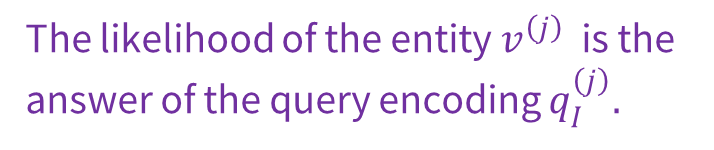 The likelihood of the entity $v^{(j)}$ is the
answer of the query encoding $q_I^{(j)}$.